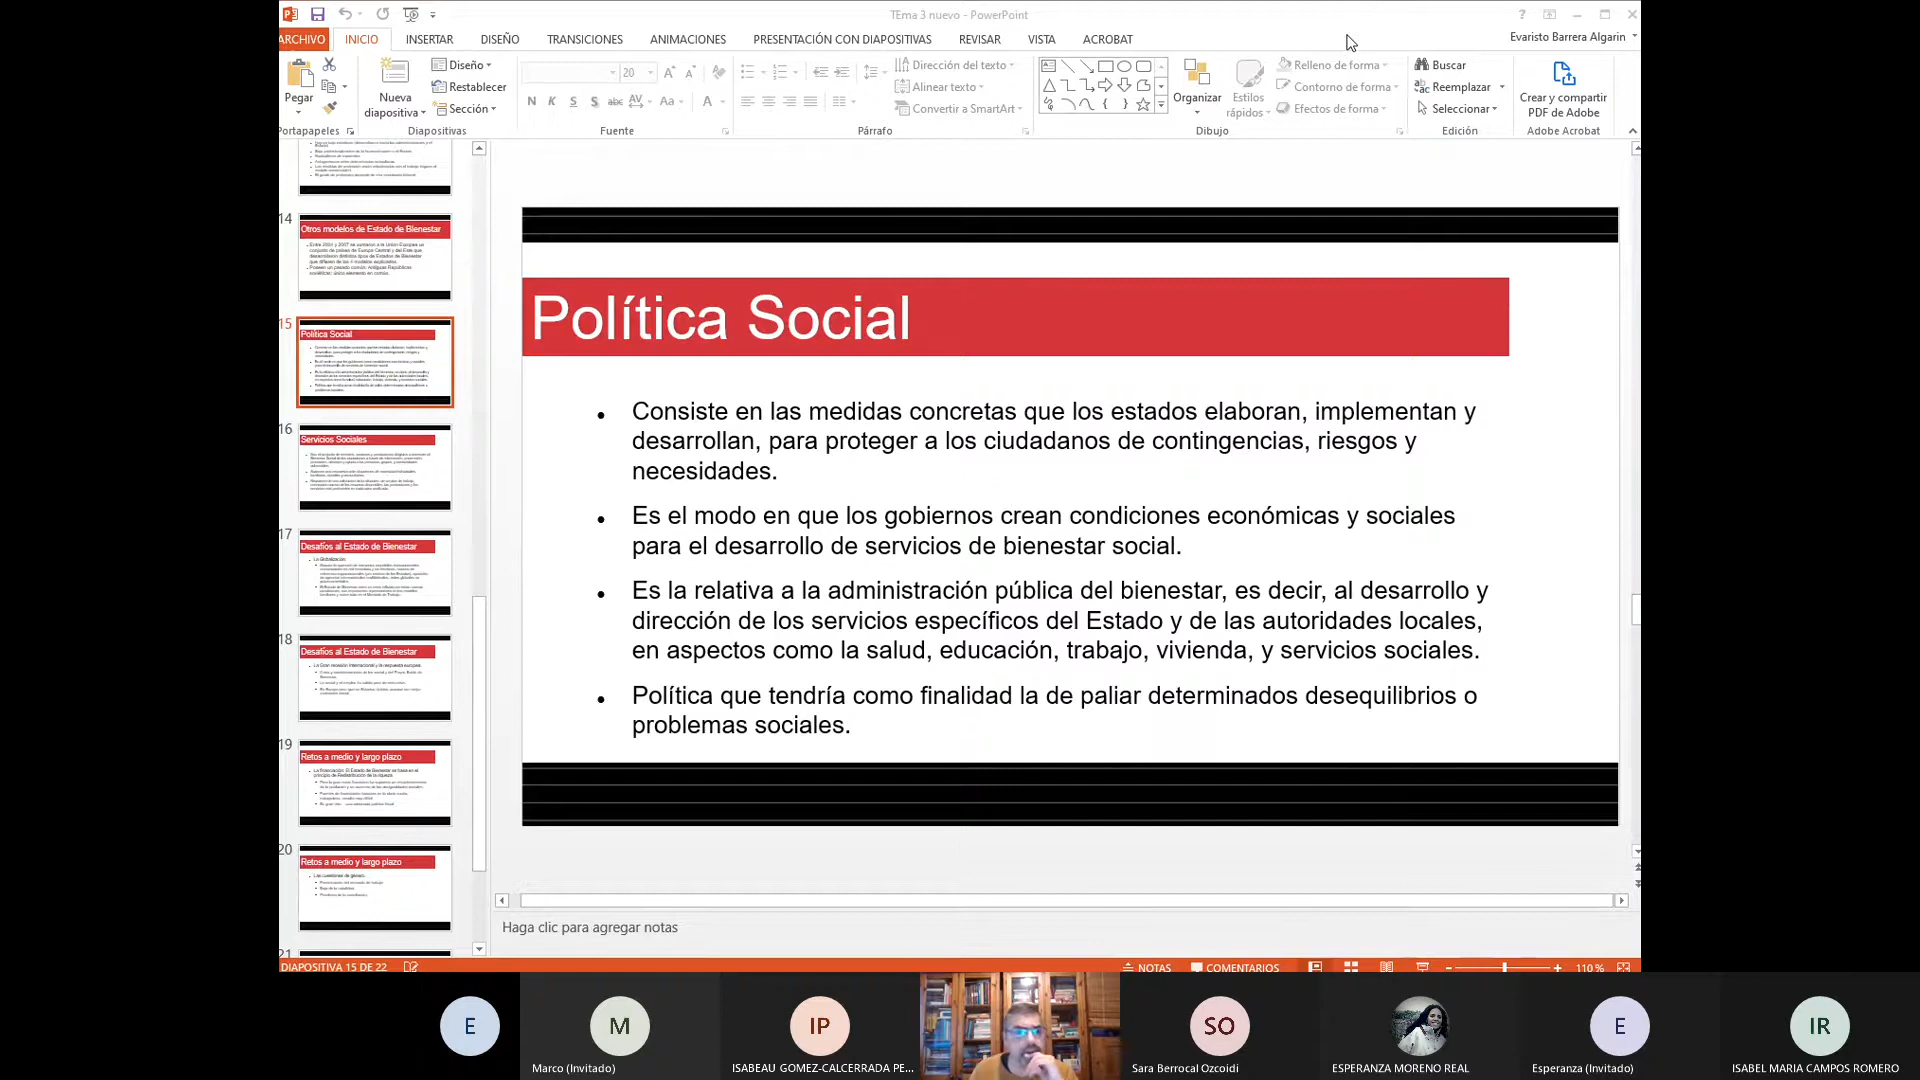 TEma 3 nuevo - PowerPoint
ARCHIVO INICIO INSERTAR DISEÑO TRANSICIONES ANIMACIONES PRESENTACIÓN CON DIAPOSITIVAS REVISAR VISTA ACROBAT
Evaristo Barrera Algarin
Pegar
Nueva
diapositiva
Diseño
Restablecer
Sección
20
N K S S abc AV Aa A
Dirección del texto
Alinear texto
Convertir a SmartArt
Organizar
Estilos
rápidos
Relleno de forma
Contorno de forma
Efectos de forma
Buscar
Reemplazar
Seleccionar
Crear y compartir
PDF de Adobe
Portapapeles Diapositivas Fuente Párrafo Dibujo Edición Adobe Acrobat
14
Otros modelos de Estado de Bienestar
15
Política Social
16
Servicios Sociales
17
Desafíos al Estado de Bienestar
18
Desafíos al Estado de Bienestar
19
Retos a medio y largo plazo
20
Retos a medio y largo plazo
21
Política Social
• Consiste en las medidas concretas que los estados elaboran, implementan y
desarrollan, para proteger a los ciudadanos de contingencias, riesgos y
necesidades.
• Es el modo en que los gobiernos crean condiciones económicas y sociales
para el desarrollo de servicios de bienestar social.
• Es la relativa a la administración pública del bienestar, es decir, al desarrollo y
dirección de los servicios específicos del Estado y de las autoridades locales,
en aspectos como la salud, educación, trabajo, vivienda, y servicios sociales.
• Política que tendría como finalidad la de paliar determinados desequilibrios o
problemas sociales.
Haga clic para agregar notas
DIAPOSITIVA 15 DE 22
NOTAS COMENTARIOS 110 %
E M IP SO E IR
Marco (Invitado)
ISABEAU GOMEZ-CALCERRADA PE...
Sara Berrocal Ozcoidi
ESPERANZA MORENO REAL
Esperanza (Invitado)
ISABEL MARIA CAMPOS ROMERO